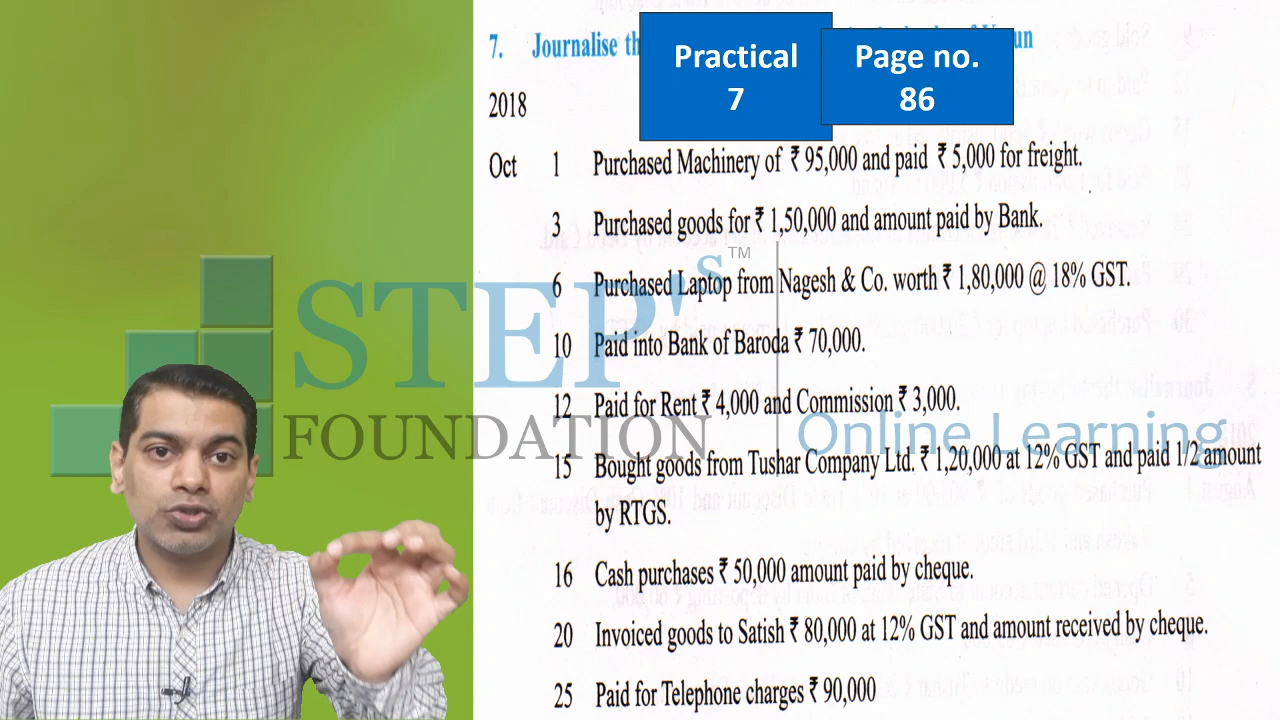 7. Journalise th un
Practical
7
Page no.
86
2018
Oct 1 Purchased Machinery of ₹ 95,000 and paid ₹ 5,000 for freight.
3 Purchased goods for ₹ 1,50,000 and amount paid by Bank.
6 Purchased Laptop from Nagesh & Co. worth ₹ 1,80,000 @ 18% GST.
10 Paid into Bank of Baroda ₹ 70,000.
12 Paid for Rent ₹ 4,000 and Commission ₹ 3,000.
15 Bought goods from Tushar Company Ltd. ₹ 1,20,000 at 12% GST and paid 1/2 amount
by RTGS.
16 Cash purchases ₹ 50,000 amount paid by cheque.
20 Invoiced goods to Satish ₹ 80,000 at 12% GST and amount received by cheque.
25 Paid for Telephone charges ₹ 90,000
STEP's™
FOUNDATION
Online Learning